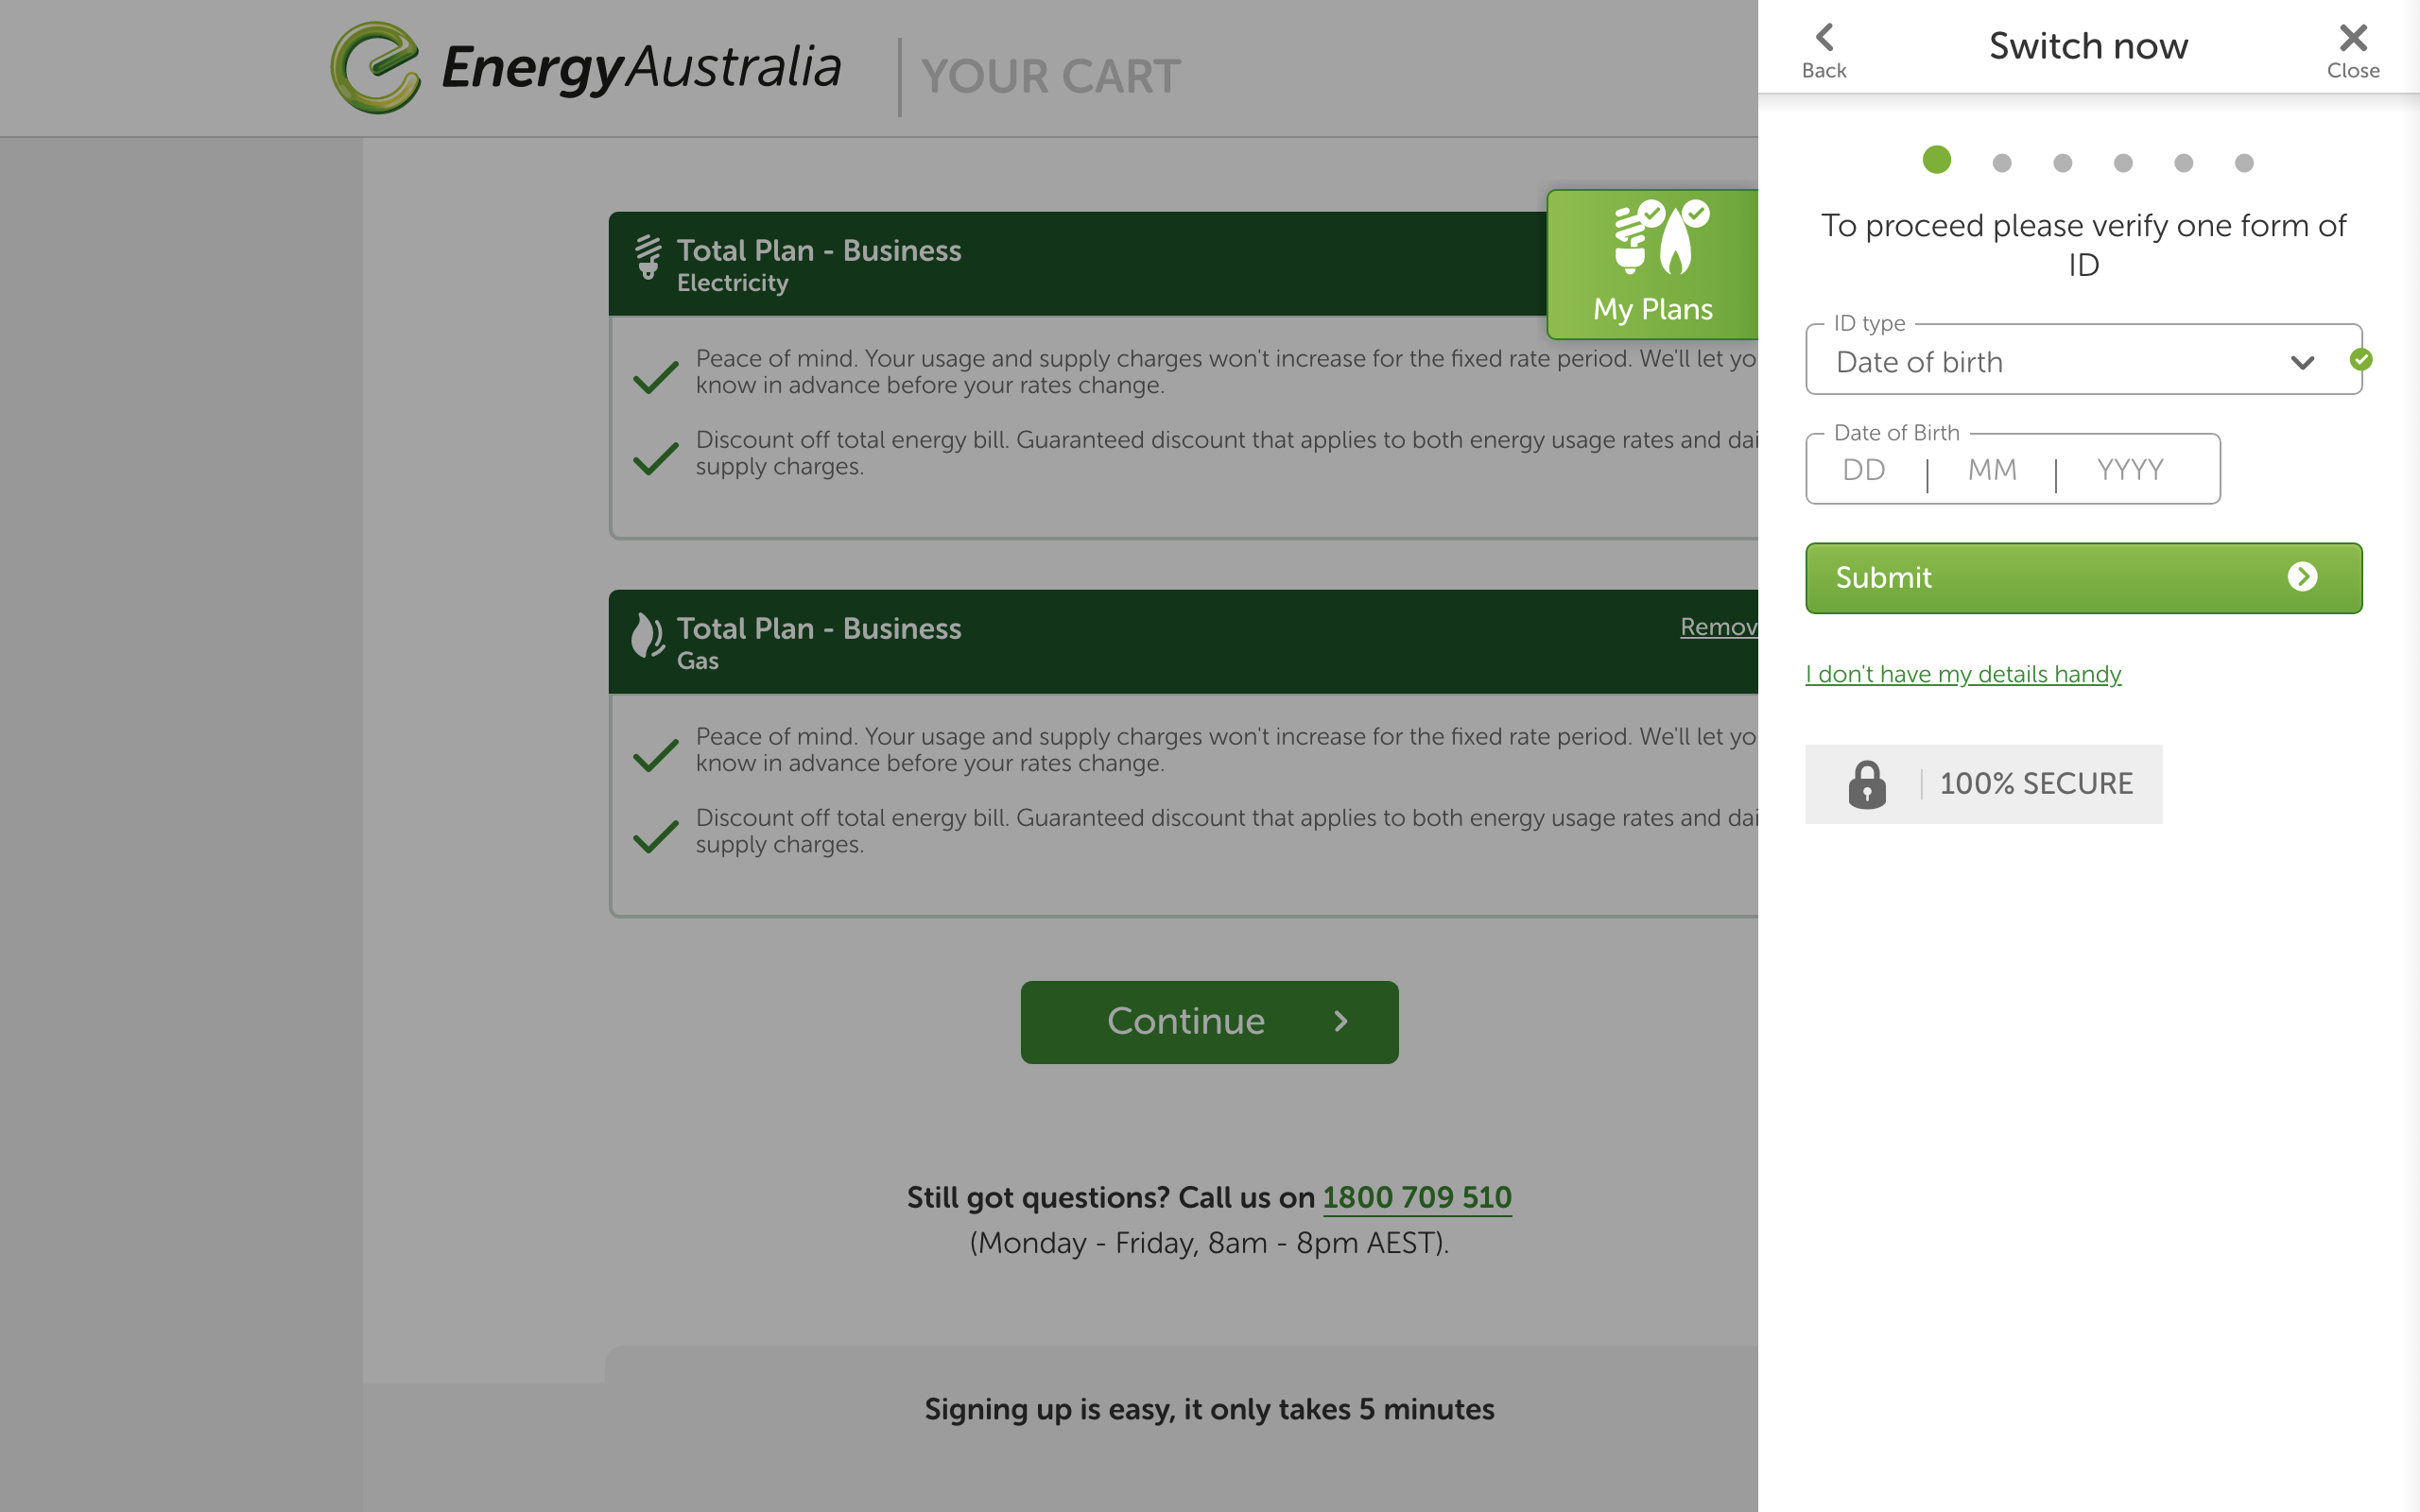 EnergyAustralia
YOUR CART
Total Plan - Business
Electricity
Peace of mind. Your usage and supply charges won't increase for the fixed rate period. We'll let yo
know in advance before your rates change.
Discount off total energy bill. Guaranteed discount that applies to both energy usage rates and dai
supply charges.
My Plans
Total Plan - Business
Gas
Remov
Peace of mind. Your usage and supply charges won't increase for the fixed rate period. We'll let yo
know in advance before your rates change.
Discount off total energy bill. Guaranteed discount that applies to both energy usage rates and dai
supply charges.
Continue
Still got questions? Call us on 1800 709 510
(Monday - Friday, 8am - 8pm AEST).
Signing up is easy, it only takes 5 minutes
Back
Switch now
Close
To proceed please verify one form of
ID
ID type
Date of birth
Date of Birth
DD | MM | YYYY
Submit
I don't have my details handy
100% SECURE